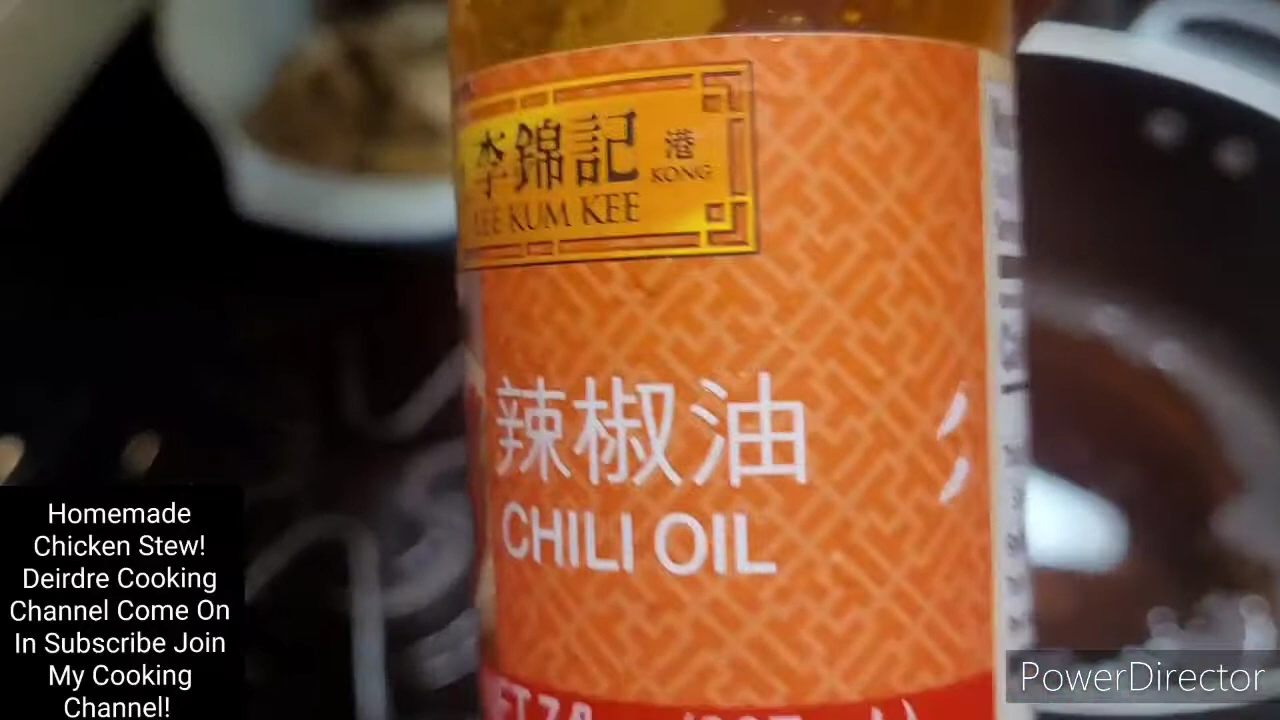 李錦記 港
KONG
LEE KUM KEE
辣椒油
CHILI OIL
Homemade
Chicken Stew!
Deirdre Cooking
Channel Come On
In Subscribe Join
My Cooking
Channel!
PowerDirector